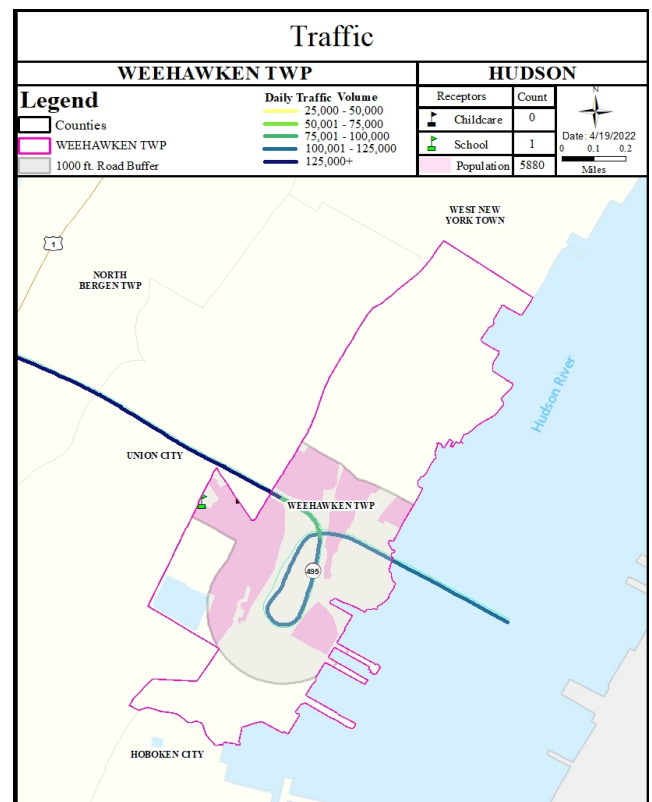 Traffic
WEEHAWKEN TWP
HUDSON
Legend
Counties
WEEHAWKEN TWP
1000 ft. Road Buffer
Daily Traffic Volume
25,000 - 50,000
50,001 - 75,000
75,001 - 100,000
100,001 - 125,000
125,000+
Receptors Count
Childcare 0
School 1
Population 5880
N
Date: 4/19/2022
0 0.1 0.2
Miles
WEST NEW
YORK TOWN
1
NORTH
BERGEN TWP
Hudson River
UNION CITY
WEEHAWKEN TWP
495
HOBOKEN CITY